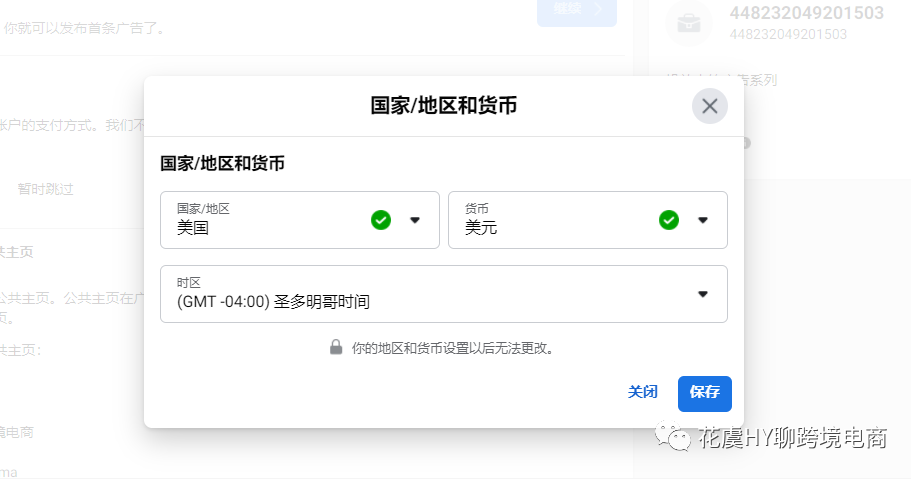 你就可以发布首条广告了。
继续
448232049201503
448232049201503
系列
账户的支付方式。我们不
国家/地区和货币
国家/地区和货币
暂时跳过
国家/地区
美国
货币
美元
共主页
时区
(GMT -04:00) 圣多明哥时间
公共主页。公共主页在广
页。
共主页：
你的地区和货币设置以后无法更改。
关闭
保存
境电商
花虞HY聊跨境电商
ma